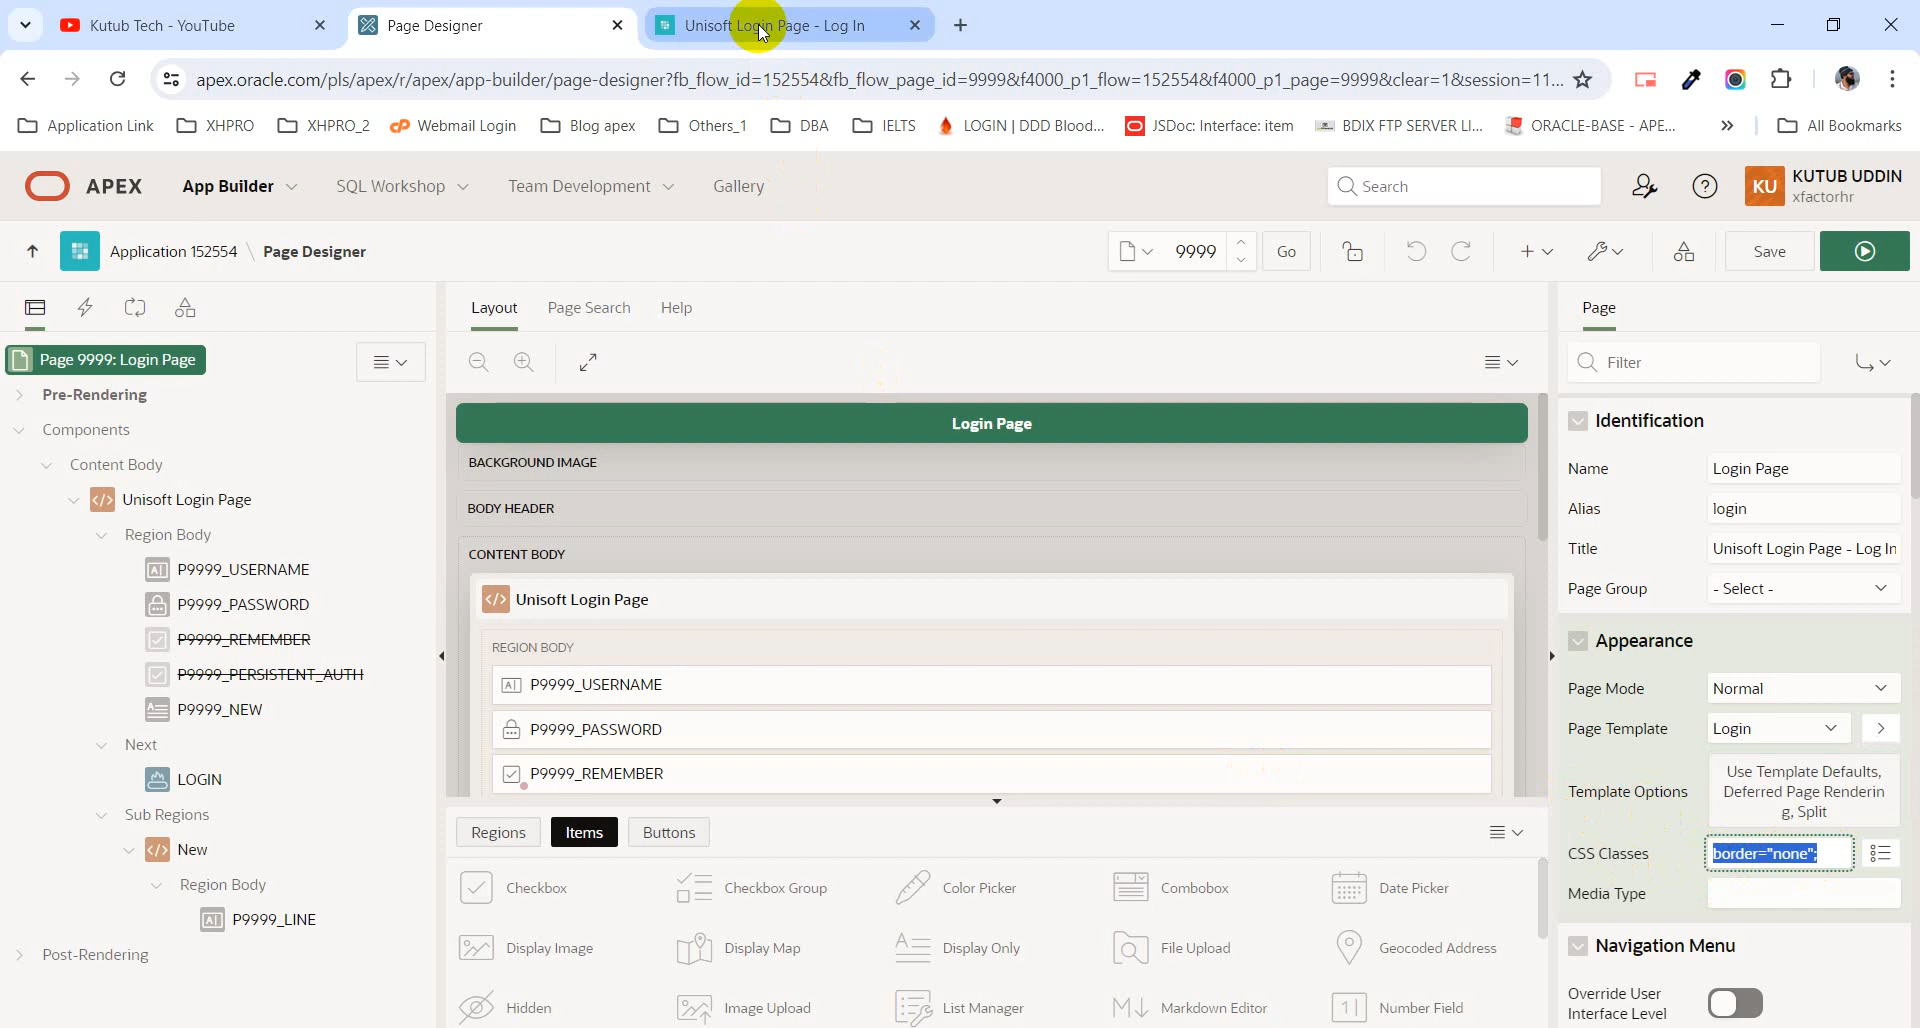 Kutub Tech - YouTube
Page Designer
Unisoft Login Page - Log In
apex.oracle.com/pls/apex/r/apex/app-builder/page-designer?fb_flow_id=152554&fb_flow_page_id=9999&f4000_p1_flow=152554&f4000_p1_page=9999&clear=1&session=11...
Application Link
XHPRO
XHPRO_2
Webmail Login
Blog apex
Others_1
DBA
IELTS
LOGIN | DDD Blood...
JSDoc: Interface: item
BDIX FTP SERVER LI...
ORACLE-BASE - APE...
All Bookmarks
APEX
App Builder
SQL Workshop
Team Development
Gallery
Search
KU
KUTUB UDDIN
xfactorhr
Application 152554 \ Page Designer
9999
Go
Save
Page 9999: Login Page
Pre-Rendering
Components
Content Body
Unisoft Login Page
Region Body
P9999_USERNAME
P9999_PASSWORD
P9999_REMEMBER
P9999_PERSISTENT_AUTH
P9999_NEW
Next
LOGIN
Sub Regions
New
Region Body
P9999_LINE
Post-Rendering
Layout
Page Search
Help
Login Page
BACKGROUND IMAGE
BODY HEADER
CONTENT BODY
Unisoft Login Page
REGION BODY
P9999_USERNAME
P9999_PASSWORD
P9999_REMEMBER
Regions
Items
Buttons
Checkbox
Checkbox Group
Color Picker
Combobox
Date Picker
Display Image
Display Map
Display Only
File Upload
Geocoded Address
Hidden
Image Upload
List Manager
Markdown Editor
Number Field
Page
Filter
Identification
Name
Login Page
Alias
login
Title
Unisoft Login Page - Log In
Page Group
- Select -
Appearance
Page Mode
Normal
Page Template
Login
Template Options
Use Template Defaults,
Deferred Page Renderin
g, Split
CSS Classes
border="none";
Media Type
Navigation Menu
Override User
Interface Level